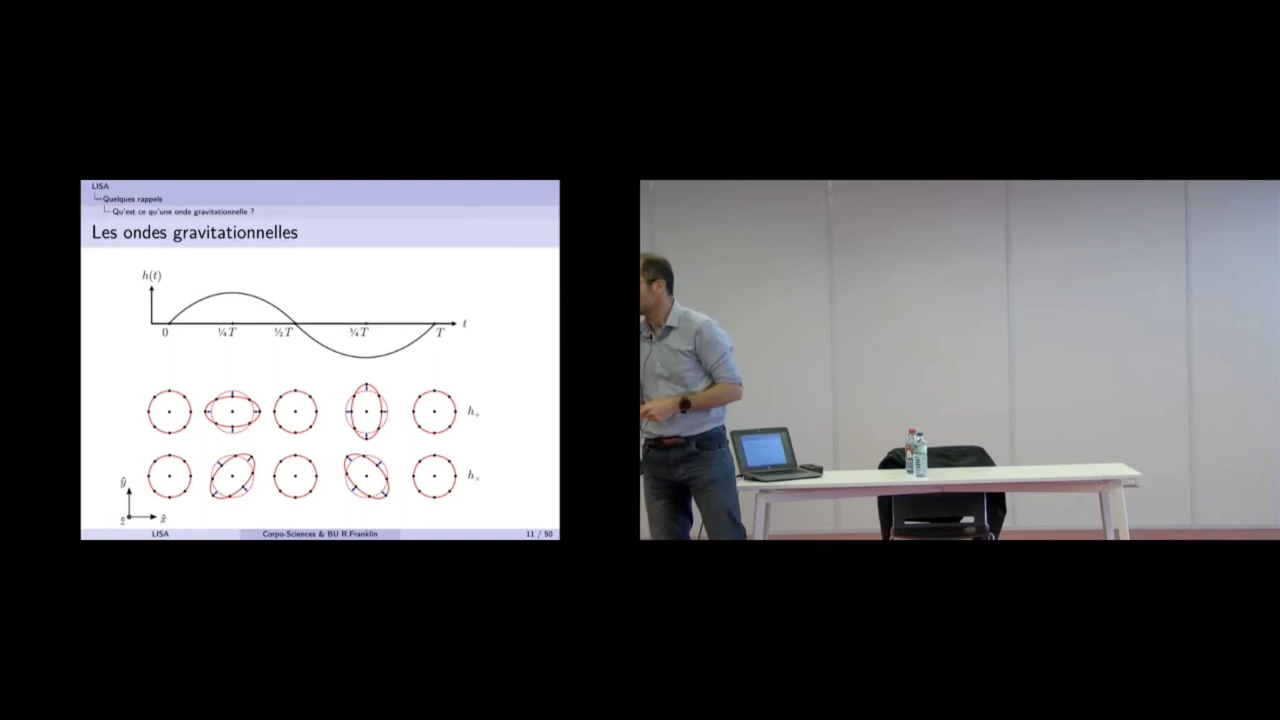 LISA
Quelques rappels
Qu'est ce qu'une onde gravitationnelle ?
Les ondes gravitationnelles
h(t)
t
0
¼T
½T
¾T
T
h₊
h×
ŷ
z x̂
LISA
Corpo-Sciences & BU R.Franklin
11 / 50